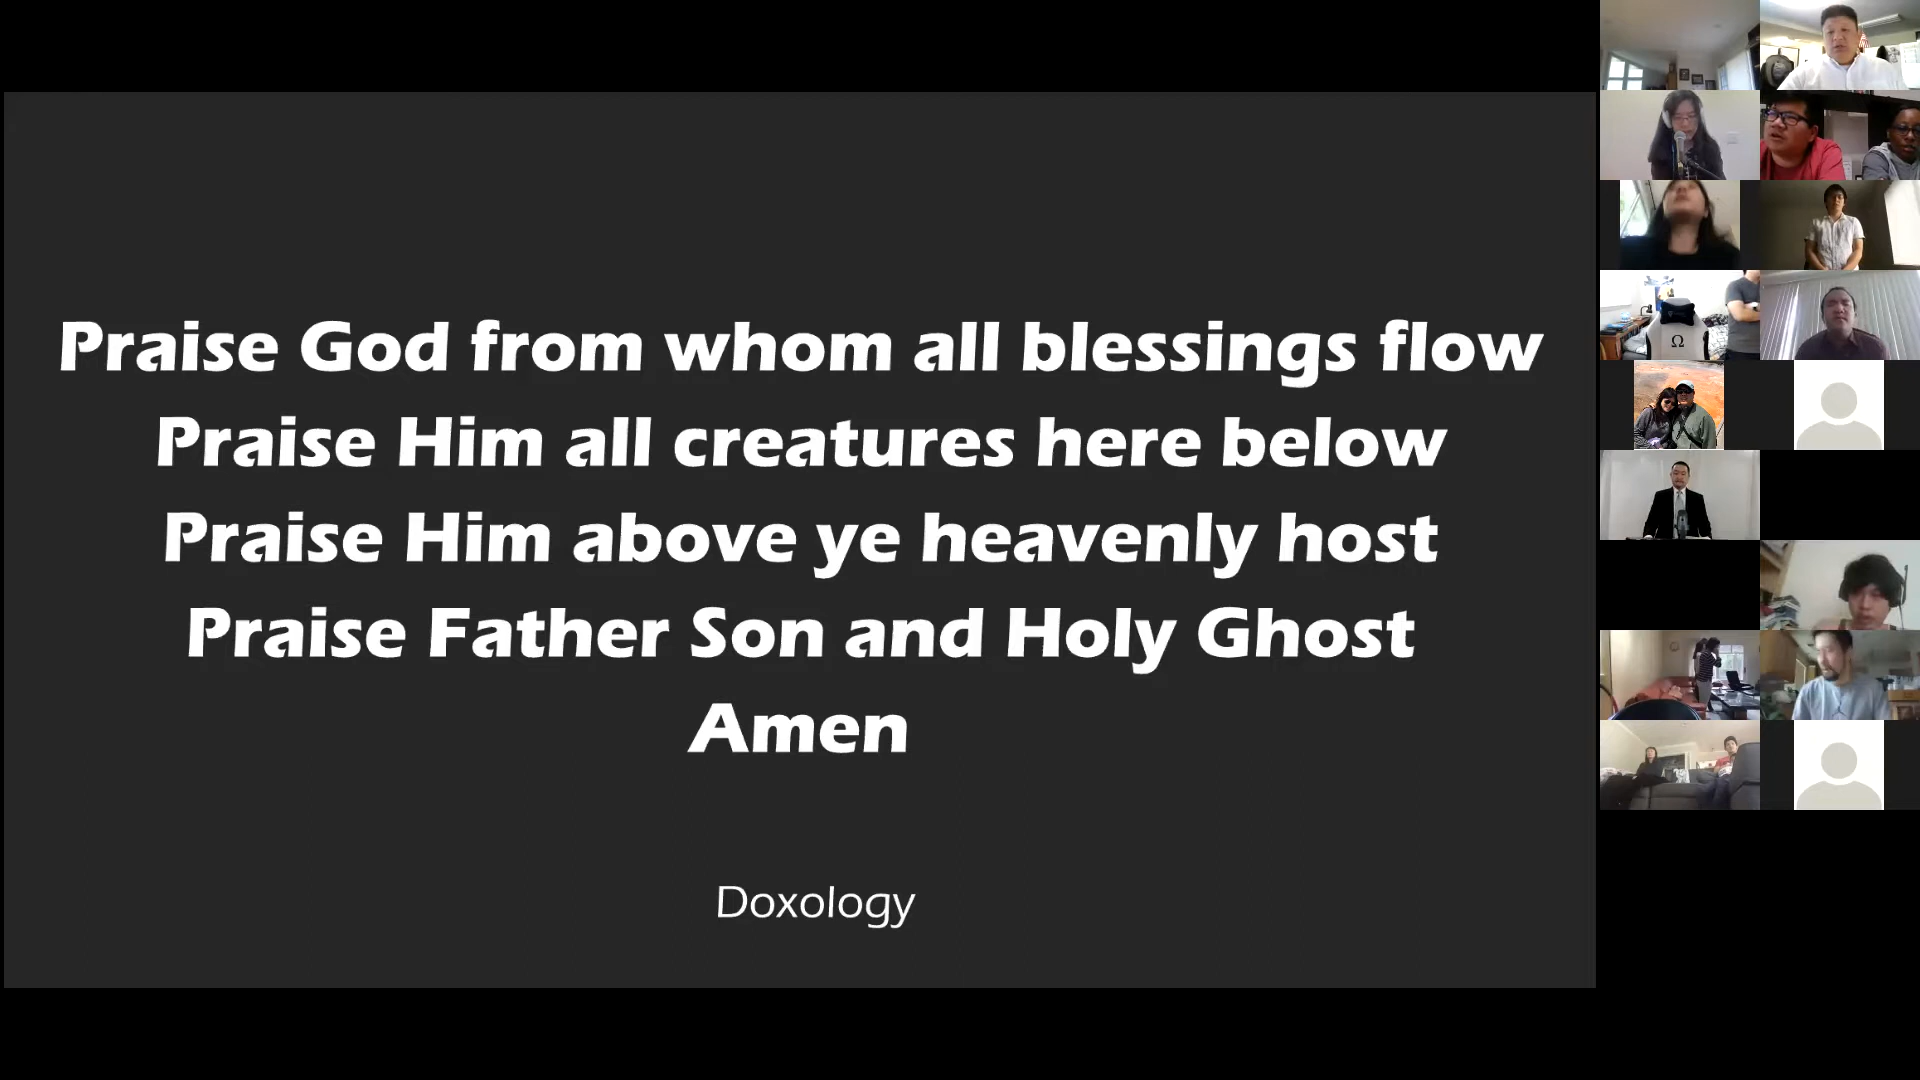 Praise God from whom all blessings flow
Praise Him all creatures here below
Praise Him above ye heavenly host
Praise Father Son and Holy Ghost
Amen
Doxology
Ω